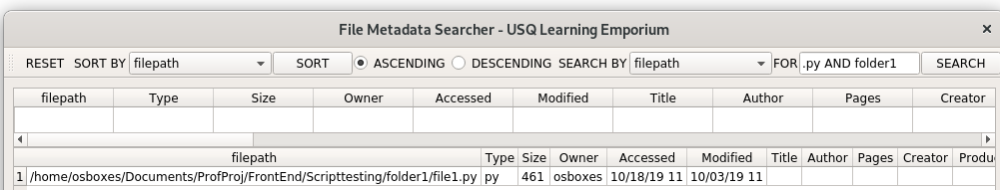 File Metadata Searcher - USQ Learning Emporium
RESET SORT BY filepath SORT ASCENDING DESCENDING SEARCH BY filepath FOR .py AND folder1 SEARCH
filepath Type Size Owner Accessed Modified Title Author Pages Creator
filepath Type Size Owner Accessed Modified Title Author Pages Creator Produ
1 /home/osboxes/Documents/ProfProj/FrontEnd/Scripttesting/folder1/file1.py py 461 osboxes 10/18/19 11 10/03/19 11